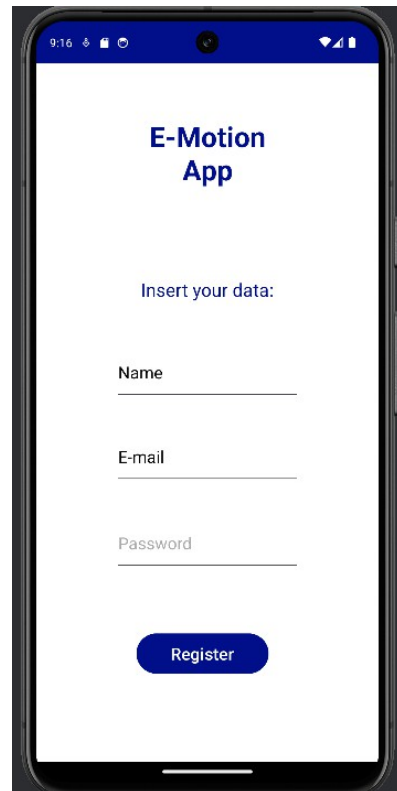 9:16
E-Motion
App
Insert your data:
Name
E-mail
Password
Register